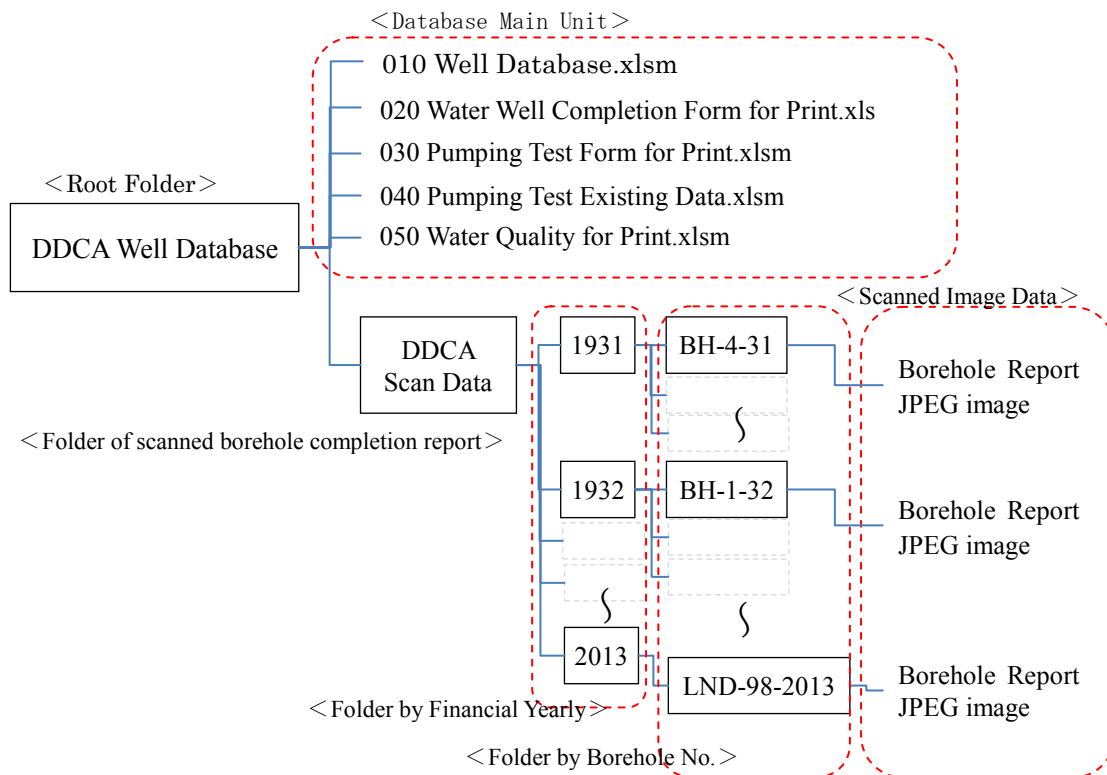 ＜Database Main Unit＞
010 Well Database.xlsm
020 Water Well Completion Form for Print.xls
030 Pumping Test Form for Print.xlsm
＜Root Folder＞
040 Pumping Test Existing Data.xlsm
DDCA Well Database
050 Water Quality for Print.xlsm
＜Scanned Image Data＞
DDCA
Scan Data
1931
BH-4-31
Borehole Report
JPEG image
＜Folder of scanned borehole completion report＞
1932
BH-1-32
Borehole Report
JPEG image
2013
LND-98-2013
Borehole Report
JPEG image
＜Folder by Financial Yearly＞
＜Folder by Borehole No.＞